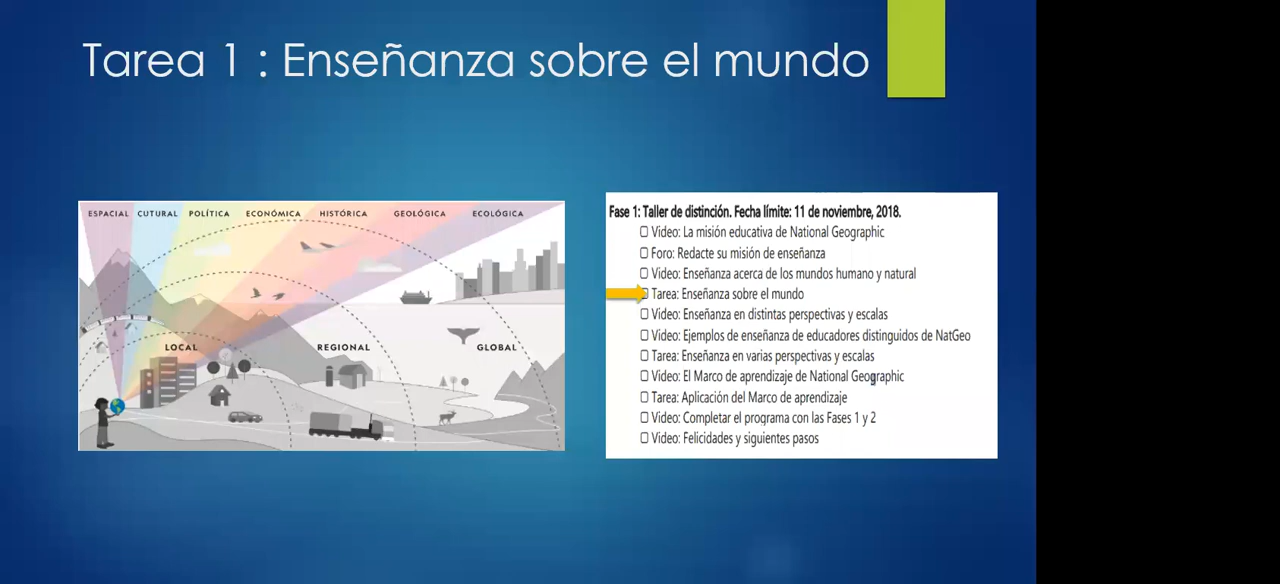 Tarea 1 : Enseñanza sobre el mundo
ESPACIAL CUTURAL POLÍTICA ECONÓMICA HISTÓRICA GEOLÓGICA ECOLÓGICA
LOCAL REGIONAL GLOBAL
Fase 1: Taller de distinción. Fecha límite: 11 de noviembre, 2018.
Video: La misión educativa de National Geographic
Foro: Redacte su misión de enseñanza
Video: Enseñanza acerca de los mundos humano y natural
Tarea: Enseñanza sobre el mundo
Video: Enseñanza en distintas perspectivas y escalas
Video: Ejemplos de enseñanza de educadores distinguidos de NatGeo
Tarea: Enseñanza en varias perspectivas y escalas
Video: El Marco de aprendizaje de National Geographic
Tarea: Aplicación del Marco de aprendizaje
Video: Completar el programa con las Fases 1 y 2
Video: Felicidades y siguientes pasos